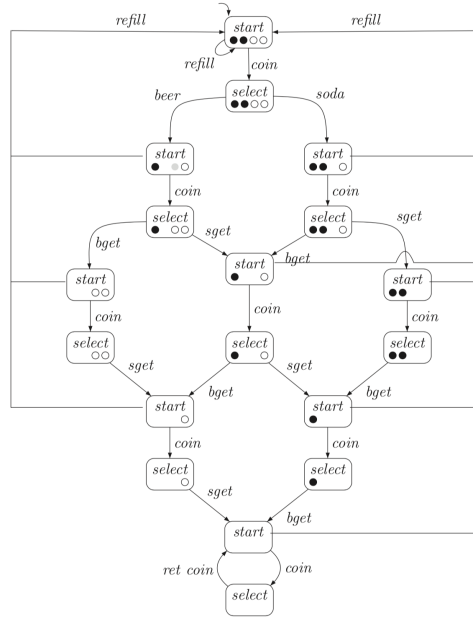 refill refill
start
refill
coin
select
beer soda
start start
coin coin
select select
sget sget
bget
start bget
start start
coin coin coin
select select select
sget bget sget bget
start start
coin coin
select select
sget bget
start
ret coin coin
select